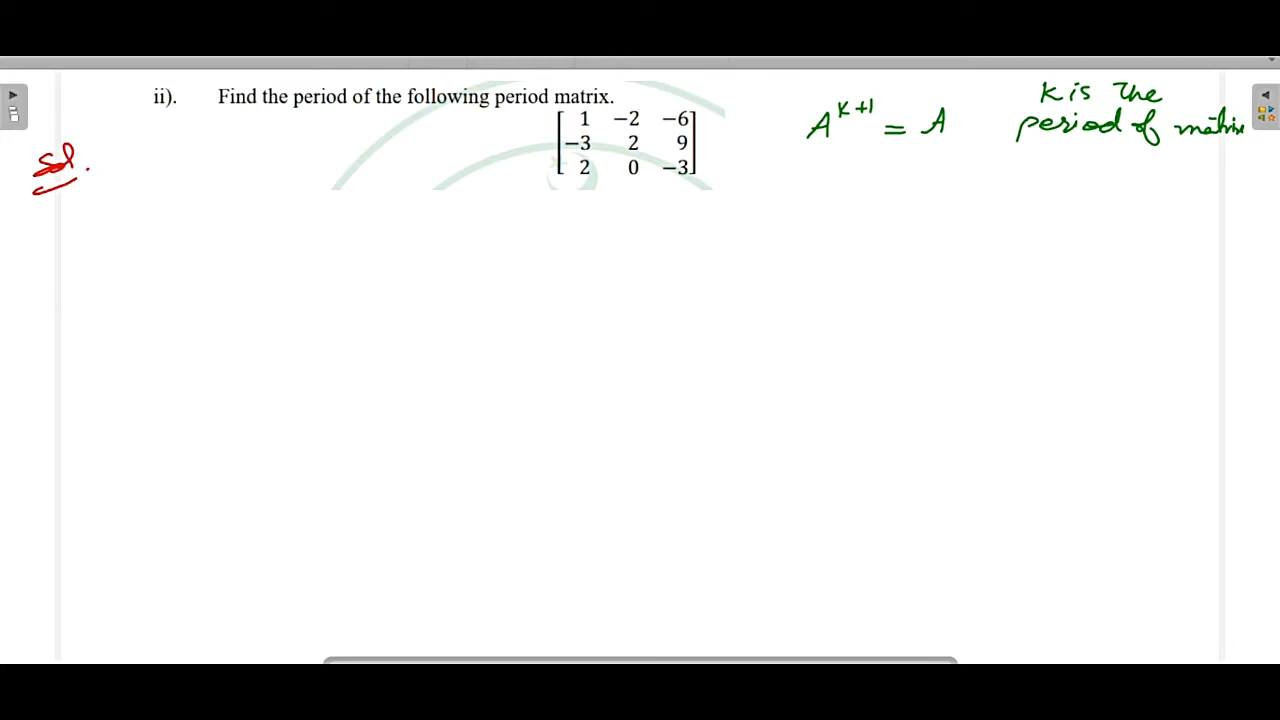 ii). Find the period of the following period matrix.
1 −2 −6
−3 2 9
2 0 −3
A^{K+1} = A
K is the
period of matrix
Sol.